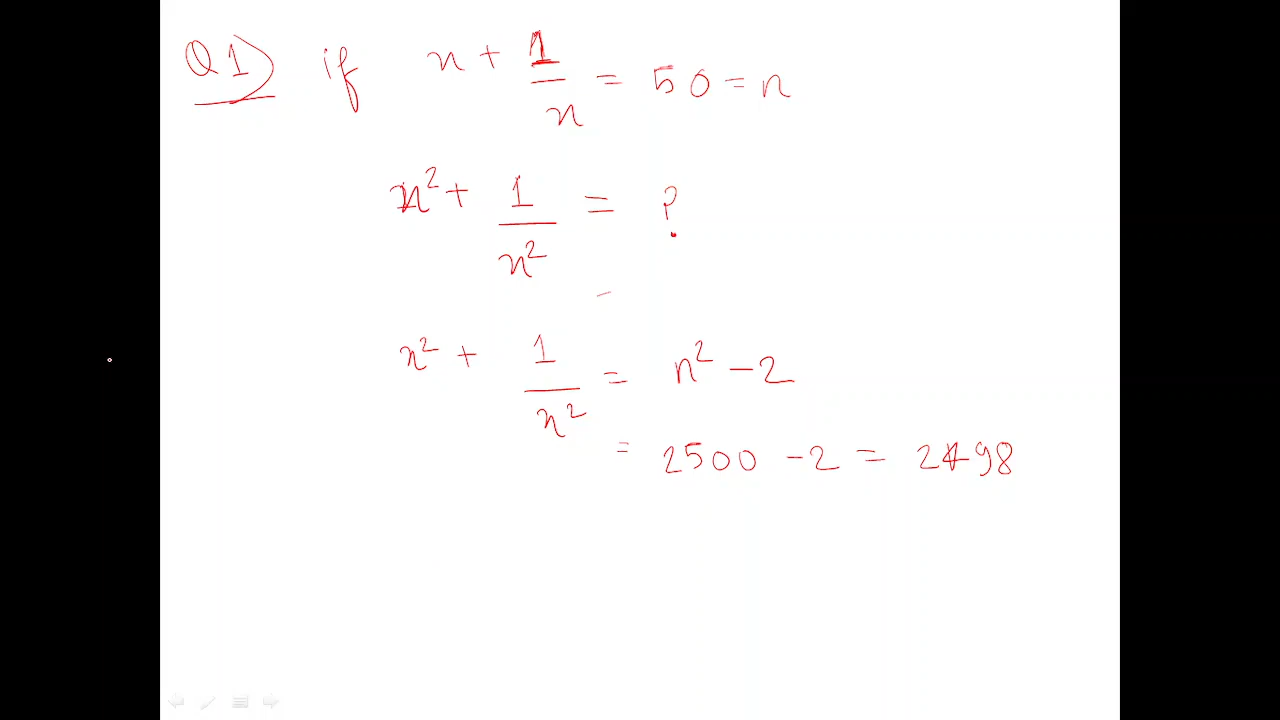 Q1) if x + 1/x = 50 = n
x² + 1/x² = ?
x² + 1/x² = n² - 2
= 2500 - 2 = 2498